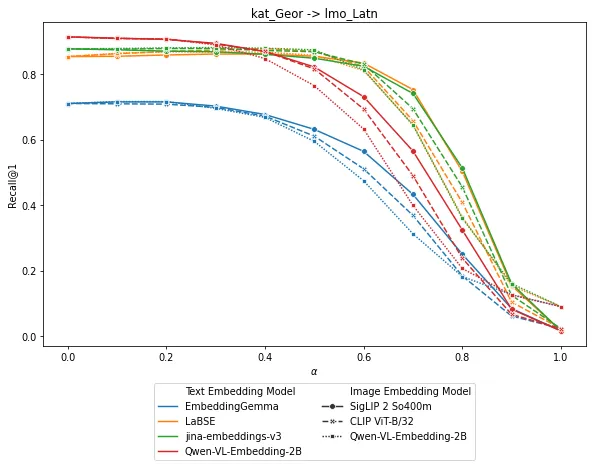 kat_Geor -> lmo_Latn
Recall@1
0.8
0.6
0.4
0.2
0.0
0.0 0.2 0.4 0.6 0.8 1.0
α
Text Embedding Model Image Embedding Model
EmbeddingGemma SigLIP 2 So400m
LaBSE CLIP ViT-B/32
jina-embeddings-v3 Qwen-VL-Embedding-2B
Qwen-VL-Embedding-2B